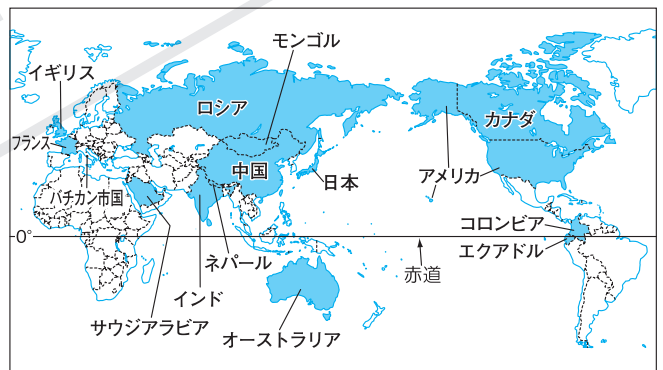 モンゴル
イギリス
ロシア
カナダ
フランス
中国
日本
アメリカ
バチカン市国
コロンビア
0°
エクアドル
ネパール
赤道
インド
サウジアラビア
オーストラリア